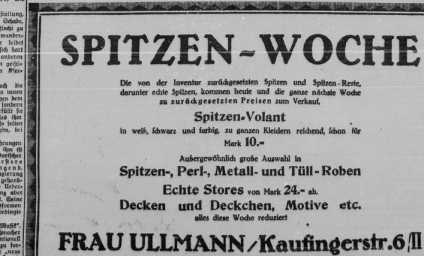 SPITZEN-WOCHE
Die von der Inventur zurückgesetzten Spitzen und Spitzen-Reste,
darunter echte Spitzen, kommen heute und die ganze nächste Woche
zu zurückgesetzten Preisen zum Verkauf.
Spitzen-Volant
in weiß, schwarz und farbig, zu ganzen Kleidern reichend, schon für
Mark 10.-
Außergewöhnlich große Auswahl in
Spitzen-, Perl-, Metall- und Tüll-Roben
Echte Stores von Mark 24.- ab.
Decken und Deckchen, Motive etc.
alles diese Woche reduziert
FRAU ULLMANN/Kaufingerstr.6/II